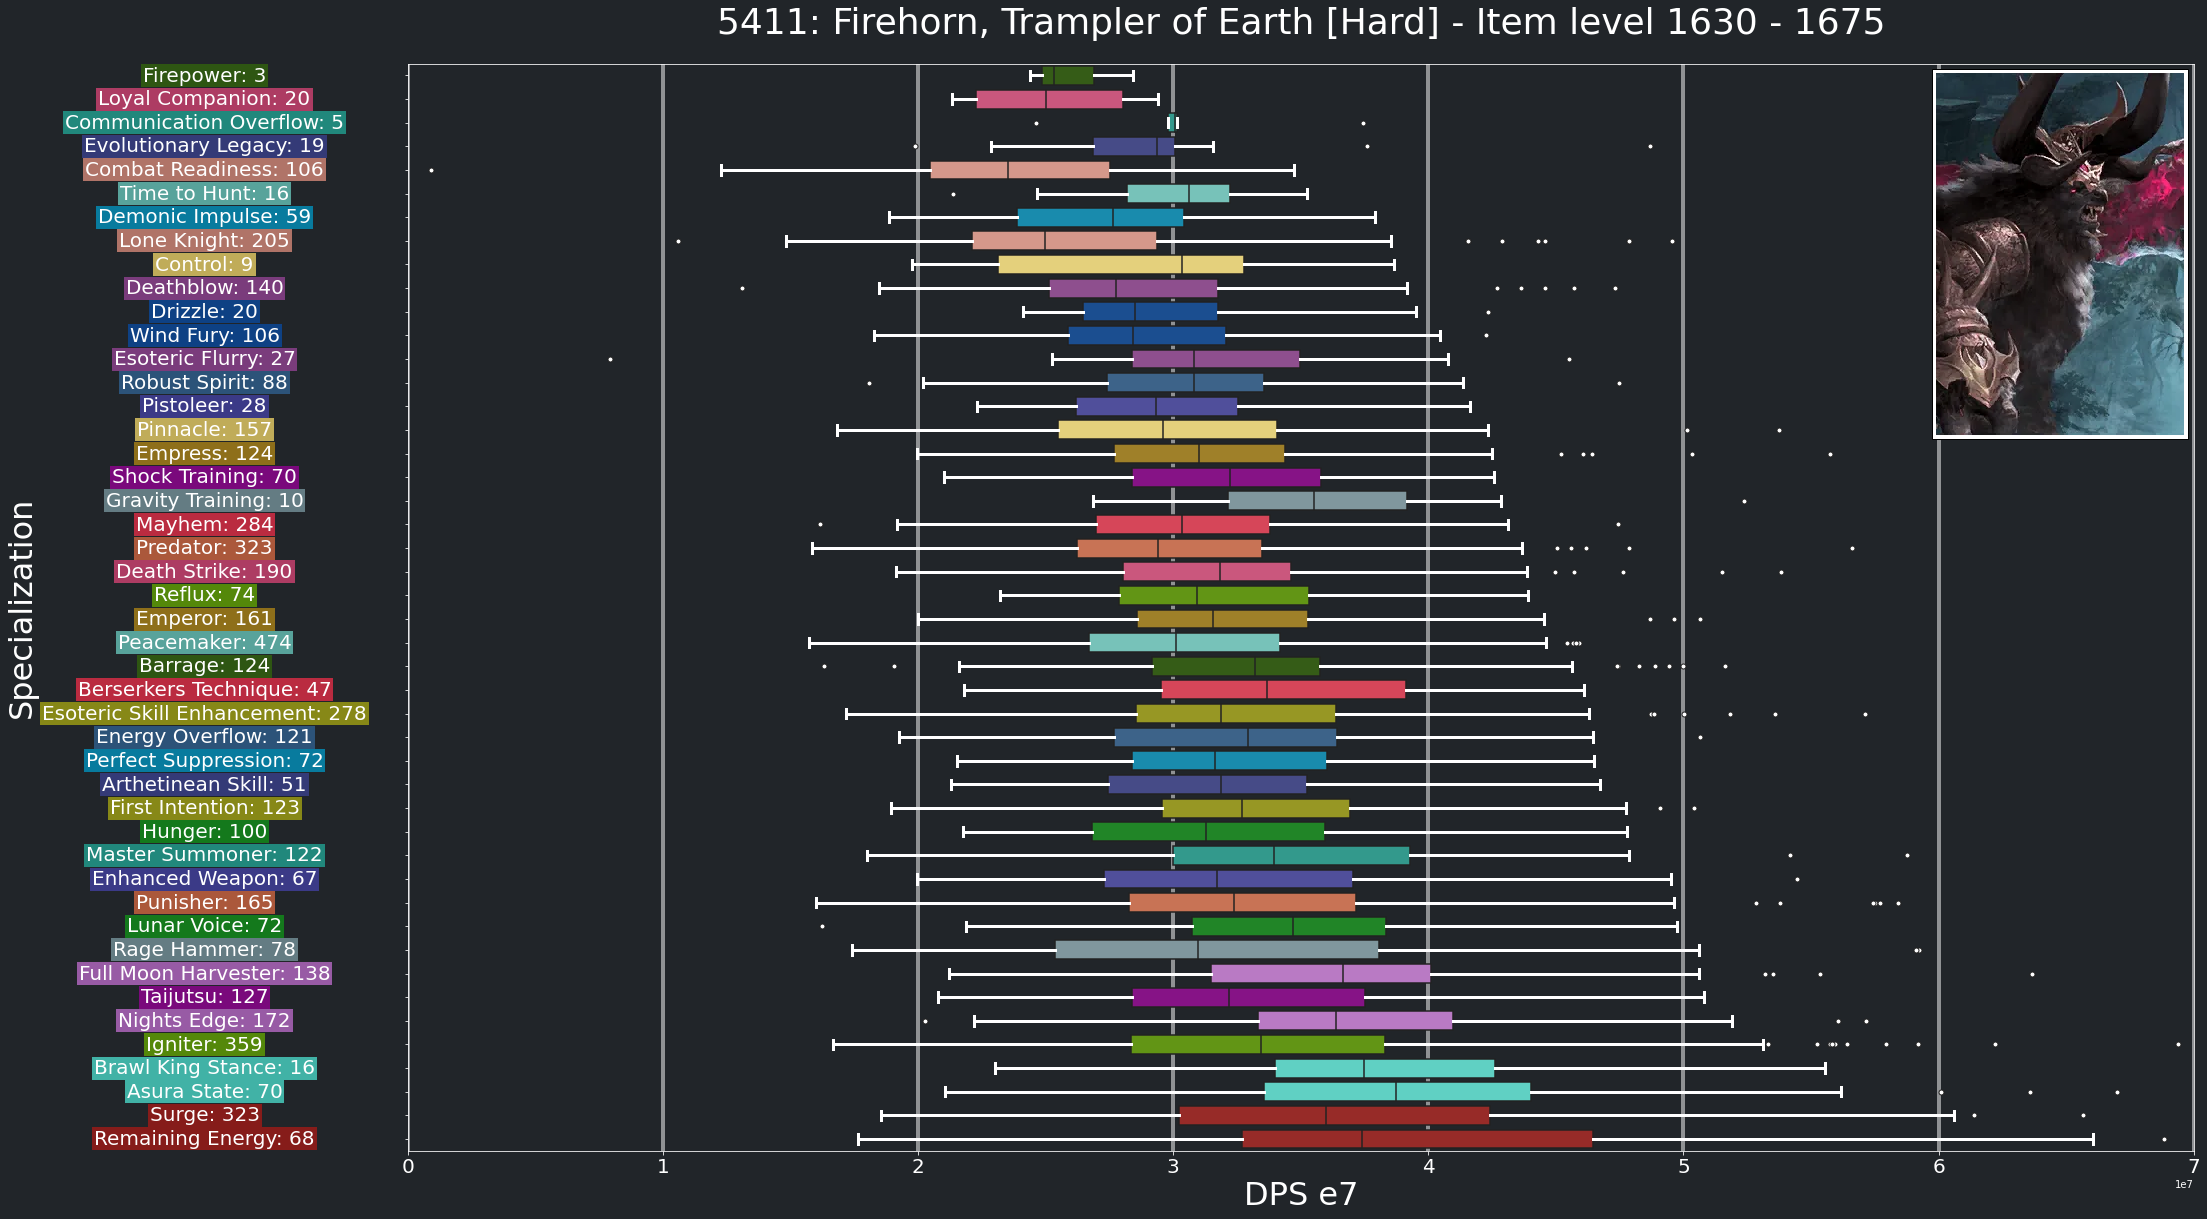 5411: Firehorn, Trampler of Earth [Hard] - Item level 1630 - 1675
Specialization
Firepower: 3
Loyal Companion: 20
Communication Overflow: 5
Evolutionary Legacy: 19
Combat Readiness: 106
Time to Hunt: 16
Demonic Impulse: 59
Lone Knight: 205
Control: 9
Deathblow: 140
Drizzle: 20
Wind Fury: 106
Esoteric Flurry: 27
Robust Spirit: 88
Pistoleer: 28
Pinnacle: 157
Empress: 124
Shock Training: 70
Gravity Training: 10
Mayhem: 284
Predator: 323
Death Strike: 190
Reflux: 74
Emperor: 161
Peacemaker: 474
Barrage: 124
Berserkers Technique: 47
Esoteric Skill Enhancement: 278
Energy Overflow: 121
Perfect Suppression: 72
Arthetinean Skill: 51
First Intention: 123
Hunger: 100
Master Summoner: 122
Enhanced Weapon: 67
Punisher: 165
Lunar Voice: 72
Rage Hammer: 78
Full Moon Harvester: 138
Taijutsu: 127
Nights Edge: 172
Igniter: 359
Brawl King Stance: 16
Asura State: 70
Surge: 323
Remaining Energy: 68
0 1 2 3 4 5 6 7
DPS e7
1e7